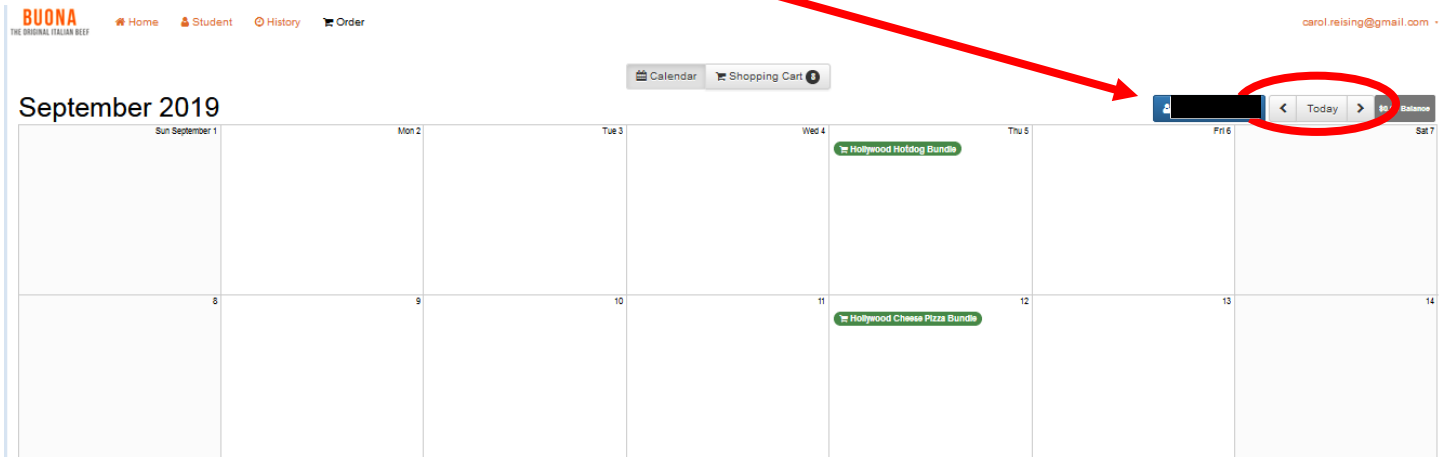 BUONA
THE ORIGINAL ITALIAN BEEF
Home Student History Order
carol.reising@gmail.com
Calendar Shopping Cart
September 2019
Today
Balance
Sun September 1 Mon 2 Tue 3 Wed 4 Thu 5 Fri 6 Sat 7
Hollywood Hotdog Bundle
8 9 10 11 12 13 14
Hollywood Cheese Pizza Bundle